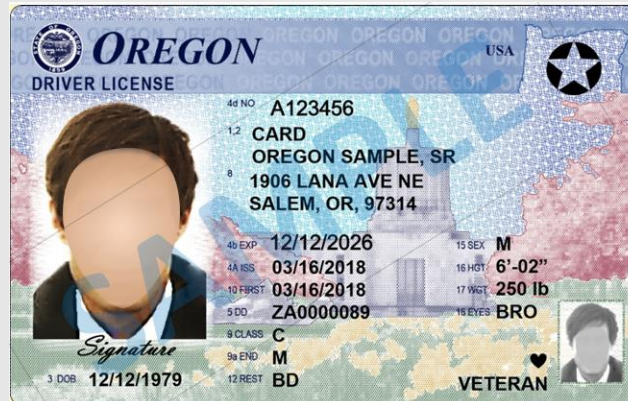 OREGON
USA
DRIVER LICENSE
4d NO A123456
1,2 CARD
OREGON SAMPLE, SR
8 1906 LANA AVE NE
SALEM, OR, 97314
4b EXP 12/12/2026 15 SEX M
4A ISS 03/16/2018 16 HGT 6'-02"
10 FIRST 03/16/2018 17 WGT 250 lb
5 DD ZA0000089 18 EYES BRO
9 CLASS C
Signature
9a END M
3 DOB 12/12/1979 12 REST BD
VETERAN
SAMPLE